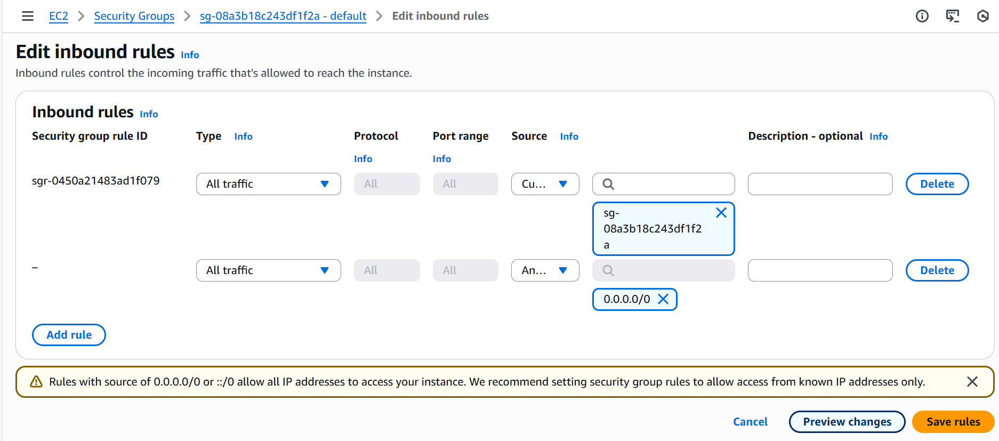 EC2 Security Groups sg-08a3b18c243df1f2a - default Edit inbound rules
Edit inbound rules Info
Inbound rules control the incoming traffic that's allowed to reach the instance.
Inbound rules Info
Security group rule ID Type Info Protocol Port range Source Info Description - optional Info
Info Info
sgr-0450a21483ad1f079 All traffic All All Cu... Delete
sg-
08a3b18c243df1f2
a
– All traffic All All An... Delete
0.0.0.0/0
Add rule
Rules with source of 0.0.0.0/0 or ::/0 allow all IP addresses to access your instance. We recommend setting security group rules to allow access from known IP addresses only.
Cancel Preview changes Save rules